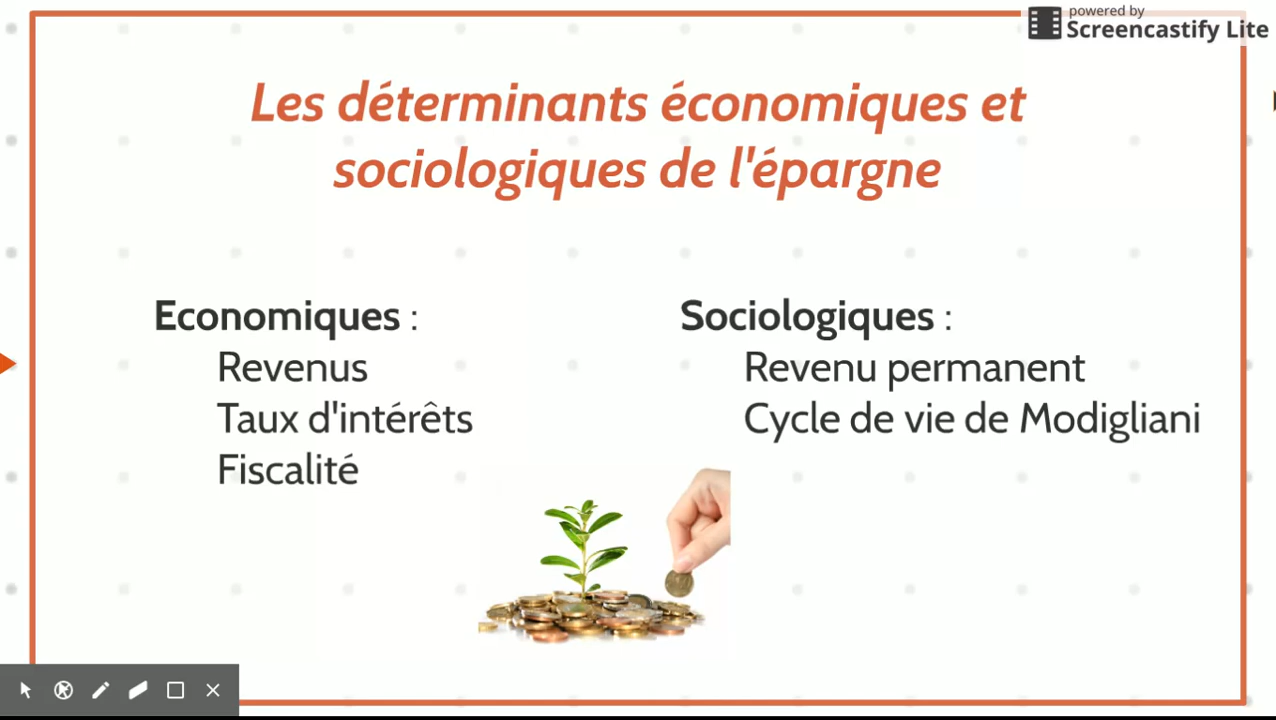 powered by
Screencastify Lite
Les déterminants économiques et
sociologiques de l'épargne
Economiques :
Revenus
Taux d'intérêts
Fiscalité
Sociologiques :
Revenu permanent
Cycle de vie de Modigliani